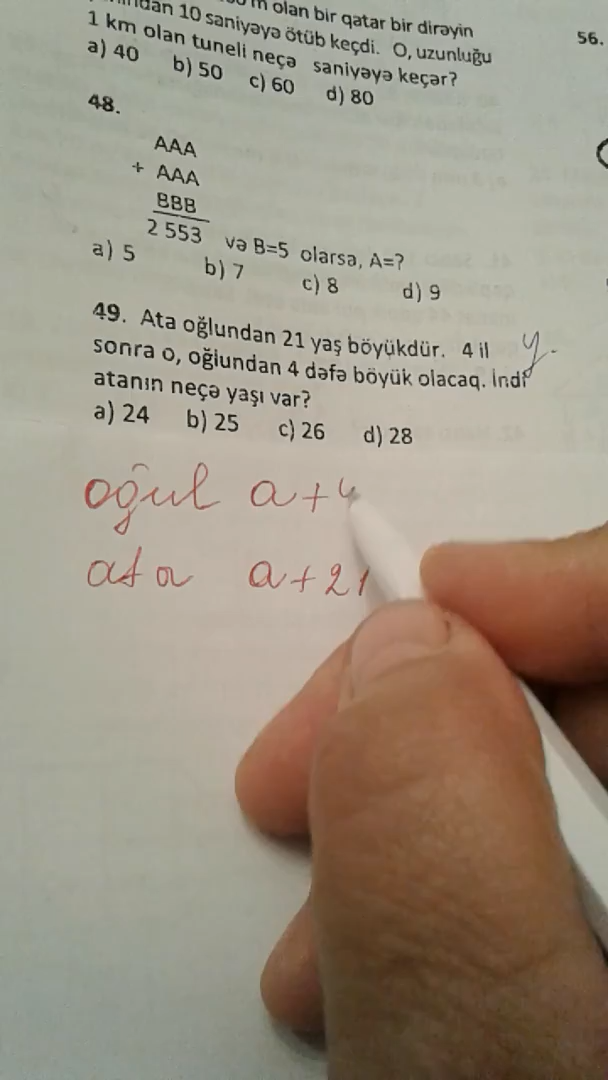 m olan bir qatar bir dirəyin
10 saniyəyə ötüb keçdi. O, uzunluğu
1 km olan tuneli neçə saniyəyə keçər?
a) 40 b) 50 c) 60 d) 80
48.
AAA
+ AAA
BBB
2 553 və B=5 olarsa, A=?
a) 5 b) 7 c) 8 d) 9
49. Ata oğlundan 21 yaş böyükdür. 4 il
sonra o, oğlundan 4 dəfə böyük olacaq. İndi
atanın neçə yaşı var?
a) 24 b) 25 c) 26 d) 28
oğul a+4
ata a+21
56.